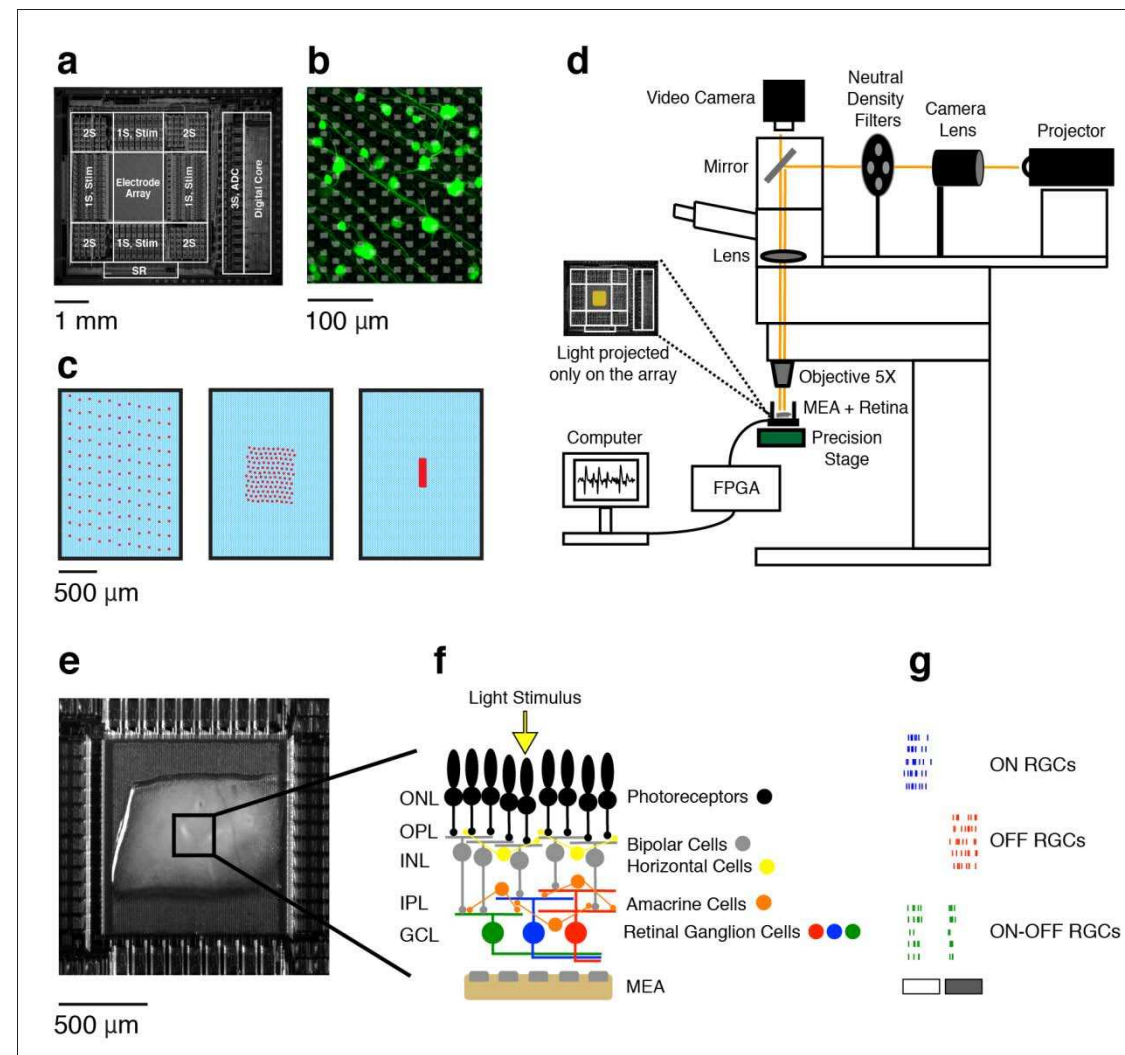 a
2S
1S, Stim
2S
1S, Stim
Electrode
Array
1S, Stim
2S
1S, Stim
2S
SR
3S, ADC
Digital Core
1 mm
b
100 μm
c
500 μm
d
Video Camera
Neutral
Density
Filters
Camera
Lens
Projector
Mirror
Lens
Light projected
only on the array
Objective 5X
MEA + Retina
Precision
Stage
Computer
FPGA
e
500 μm
f
Light Stimulus
ONL
OPL
INL
IPL
GCL
Photoreceptors
Bipolar Cells
Horizontal Cells
Amacrine Cells
Retinal Ganglion Cells
MEA
g
ON RGCs
OFF RGCs
ON-OFF RGCs